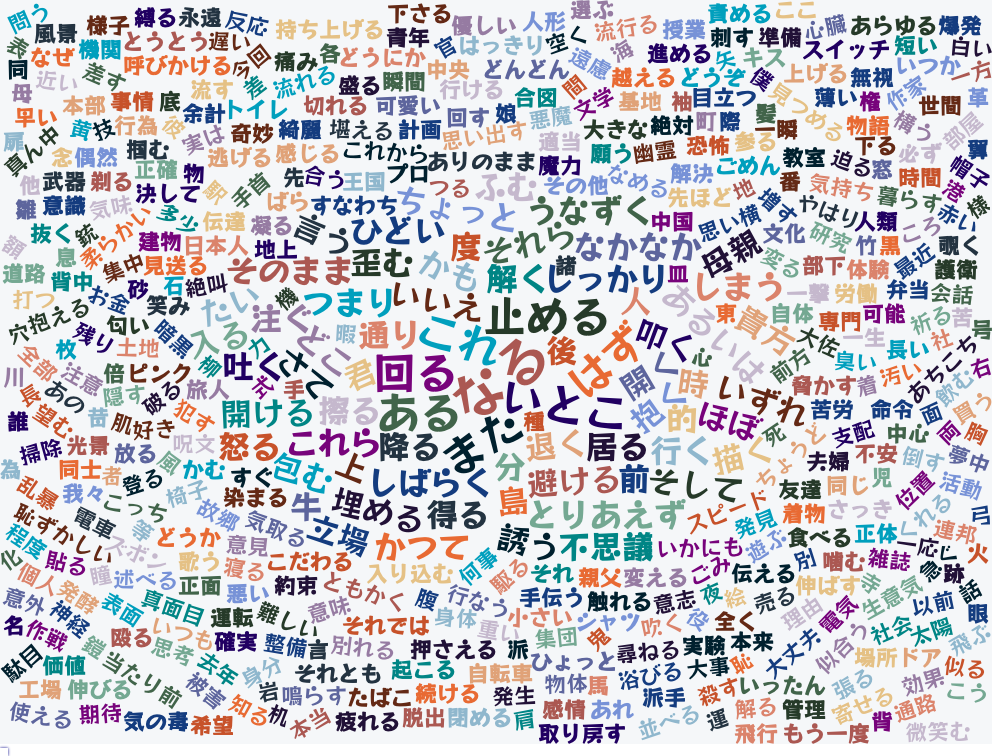 問う
風景
様子
縛る
永遠
反応
持ち上げる
下さる
青年
優しい
人形
選ぶ
流行る
授業
責める
ここ
心臓
あらゆる
爆発
表
なぜ
機関
とうとう
遅い
今回
痛み
各
どうにか
官
はっきり
空く
海
進める
刺す
矢
準備
スイッチ
短い
白い
同
近い
呼びかける
差す
差
流れる
盛る
瞬間
中央
どんどん
遠慮
間
越える
どうぞ
僕
キス
上げる
無視
いつか
一方
母
本部
事情
底
流す
余計
トイレ
切れる
可愛い
行ける
回す
合図
娘
文学
基地
袖
目立つ
髪
見つめる
薄い
権
作家
世間
革
平い
扉
黄
技
行為
彼
実は
奇妙
綺麗
堪える
計画
思い出す
悪魔
適当
大きな
絶対
町
際
一瞬
物語
構う
部屋
真ん中
念
偶然
掴む
逃げる
感じる
これから
ありのまま
魔力
願う
幽霊
恐怖
参る
教室
下る
迫る
窓
必ず
翼
他
武器
剃る
正確
物
決して
駅
手首
先
合う
王国
プロ
つる
ふむ
その他
なめる
解決
ごめん
先ほど
地
番
気持ち
暮らす
時間
帽子
港
様
雛
意識
気味
多少
伝達
ばら
すなわち
ちょっと
うなずく
中国
思い
横
増す
やはり
人類
ころ
赤い
額
抜く
銃
柔らかい
建物
日本人
凝る
地上
言う
ひどい
度
それら
なかなか
母親
文化
研究
竹
黒
覗く
道路
息
背中
集中
見送る
砂
石
絶叫
そのまま
歪む
かも
解く
諸
しっかり
皿
しまう
変る
部下
体験
最近
護衛
打つ
お金
笑み
たい
機
つまり
いいえ
止める
人
あるいは
東
貴方
一撃
労働
弁当
会話
穴
抱える
残り
匂い
暗黒
入る
注ぐ
力
どこ
暇
通り
これ
る
後
はず
叩く
心
自体
専門
可能
祈る
苦
号
枚
土地
柳
吐く
さて
君
回る
ない
とこ
開く
し
時
いずれ
前方
大佐
一生
臭い
長い
社
あちこち
川
全部
注意
倍
ピンク
旅人
玄
手
ある
また
種
抱く
的
ほぼ
脅かす
着
汚い
飲む
右
長
あの
隠す
破る
犯す
開ける
擦る
退く
居る
行く
描く
死
苦労
命令
面
買う
誰
望む
苗
肌
好き
怒る
これら
降る
上
分
避ける
前
そして
ちょうど
支配
中心
両
胸
為
掃除
光景
放る
呪文
かむ
すぐ
包む
しばらく
島
とりあえず
夫婦
不安
倒す
夢中
同士
者
登る
風
染まる
牛
埋める
得る
スピード
友達
同じ
児
位置
活動
乱暴
我々
こっち
椅子
故郷
気取る
立場
かつて
誘う
不思議
いかにも
発見
着物
さっき
くれる
弓
恥ずかしい
電車
等
どうか
意見
こだわる
入り込む
何事
それ
親父
変える
ごみ
遊ぶ
別
食べる
正体
一応
連邦
火
程度
貼る
ズボン
歌う
寝る
約束
ともかく
駆る
手伝う
触れる
意志
夜
伝える
噛む
雑誌
急
跡
化
個人
発酵
瞳
述べる
正面
悪い
意味
腹
行なう
小さい
シャツ
吹く
絵
売る
伸ばす
生意気
以前
話
意外
神経
表面
真面目
運転
難しい
それでは
身体
重い
集団
鬼
全く
理由
電気
社会
太陽
眼
名
作戦
鏡
殴る
思考
いつも
確実
整備
言
別れる
押さえる
派
ひょっと
尋ねる
実験
本来
大丈夫
似合う
場所
ドア
飛ぶ
駄目
価値
当たり前
去年
身分
それとも
起こる
自転車
物体
馬
浴びる
大事
恥
張る
効果
似る
工場
伸びる
被害
知る
岩
机
鳴らす
たばこ
続ける
発生
感情
あれ
派手
殺す
いったん
解る
管理
寄せる
通路
こう
使える
期待
気の毒
希望
本当
疲れる
脱出
閉める
肩
取り戻す
並べる
運
飛行
もう一度
背
微笑む